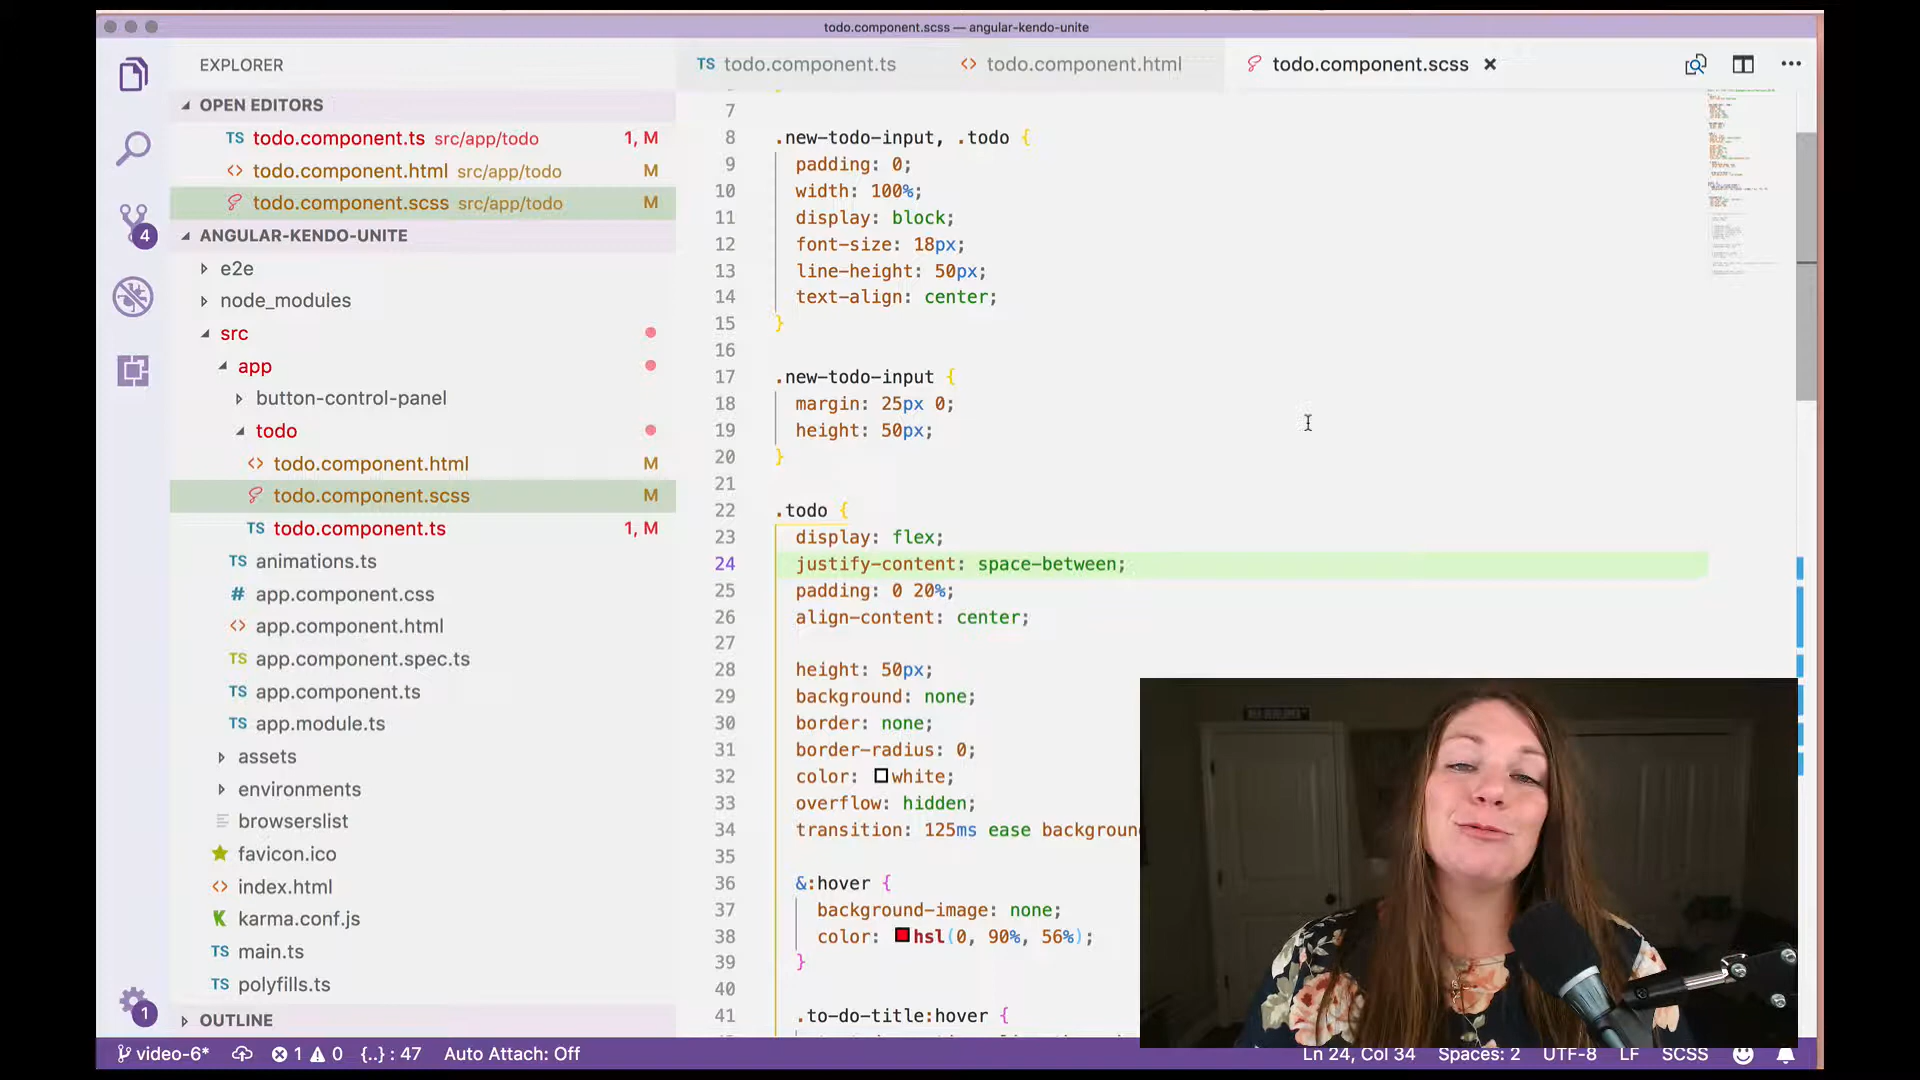 todo.component.scss — angular-kendo-unite
EXPLORER
OPEN EDITORS
TS todo.component.ts src/app/todo 1, M
<> todo.component.html src/app/todo M
todo.component.scss src/app/todo M
4
ANGULAR-KENDO-UNITE
e2e
node_modules
src
app
button-control-panel
todo
<> todo.component.html M
todo.component.scss M
TS todo.component.ts 1, M
TS animations.ts
# app.component.css
<> app.component.html
TS app.component.spec.ts
TS app.component.ts
TS app.module.ts
assets
environments
browserslist
favicon.ico
<> index.html
karma.conf.js
TS main.ts
TS polyfills.ts
1
OUTLINE
TS todo.component.ts <> todo.component.html todo.component.scss ×
7
8 .new-todo-input, .todo {
9 padding: 0;
10 width: 100%;
11 display: block;
12 font-size: 18px;
13 line-height: 50px;
14 text-align: center;
15 }
16
17 .new-todo-input {
18 margin: 25px 0;
19 height: 50px;
20 }
21
22 .todo {
23 display: flex;
24 justify-content: space-between;
25 padding: 0 20%;
26 align-content: center;
27
28 height: 50px;
29 background: none;
30 border: none;
31 border-radius: 0;
32 color: white;
33 overflow: hidden;
34 transition: 125ms ease backgroun
35
36 &:hover {
37 background-image: none;
38 color: hsl(0, 90%, 56%);
39 }
40
41 .to-do-title:hover {
video-6* 1 0 {..} : 47 Auto Attach: Off Ln 24, Col 34 Spaces: 2 UTF-8 LF SCSS